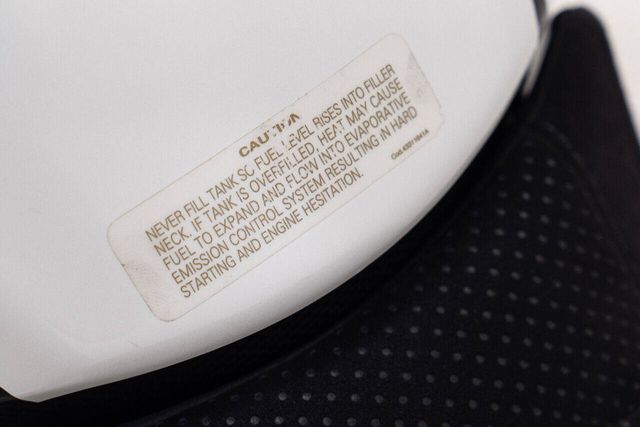 CAUTION
NEVER FILL TANK SO FUEL LEVEL RISES INTO FILLER
NECK. IF TANK IS OVERFILLED, HEAT MAY CAUSE
FUEL TO EXPAND AND FLOW INTO EVAPORATIVE
EMISSION CONTROL SYSTEM RESULTING IN HARD
STARTING AND ENGINE HESITATION.